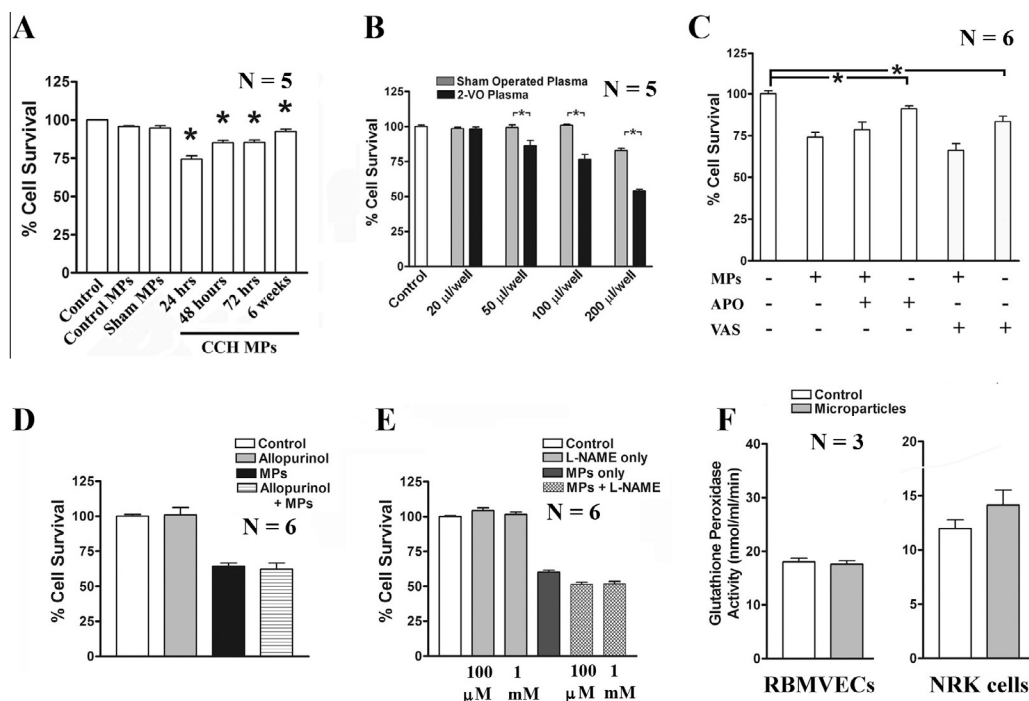 A
N = 5
% Cell Survival
125
100
75
50
25
0
*
*
*
*
Control
Control MPs
Sham MPs
24 hrs
48 hours
72 hrs
6 weeks
CCH MPs
B
Sham Operated Plasma
2-VO Plasma
N = 5
% Cell Survival
125
100
75
50
25
0
*
*
*
Control
20 µl/well
50 µl/well
100 µl/well
200 µl/well
C
N = 6
% Cell Survival
125
100
75
50
25
0
*
*
MPs - + + - + -
APO - - + + - -
VAS - - - - + +
D
Control
Allopurinol
MPs
Allopurinol
+ MPs
N = 6
% Cell Survival
125
100
75
50
25
0
E
Control
L-NAME only
MPs only
MPs + L-NAME
N = 6
% Cell Survival
125
100
75
50
25
0
100 1 100 1
µM mM µM mM
F
Control
Microparticles
N = 3
Glutathione Peroxidase
Activity (nmol/ml/min)
40
30
20
10
0
RBMVECs
20
15
10
5
0
NRK cells